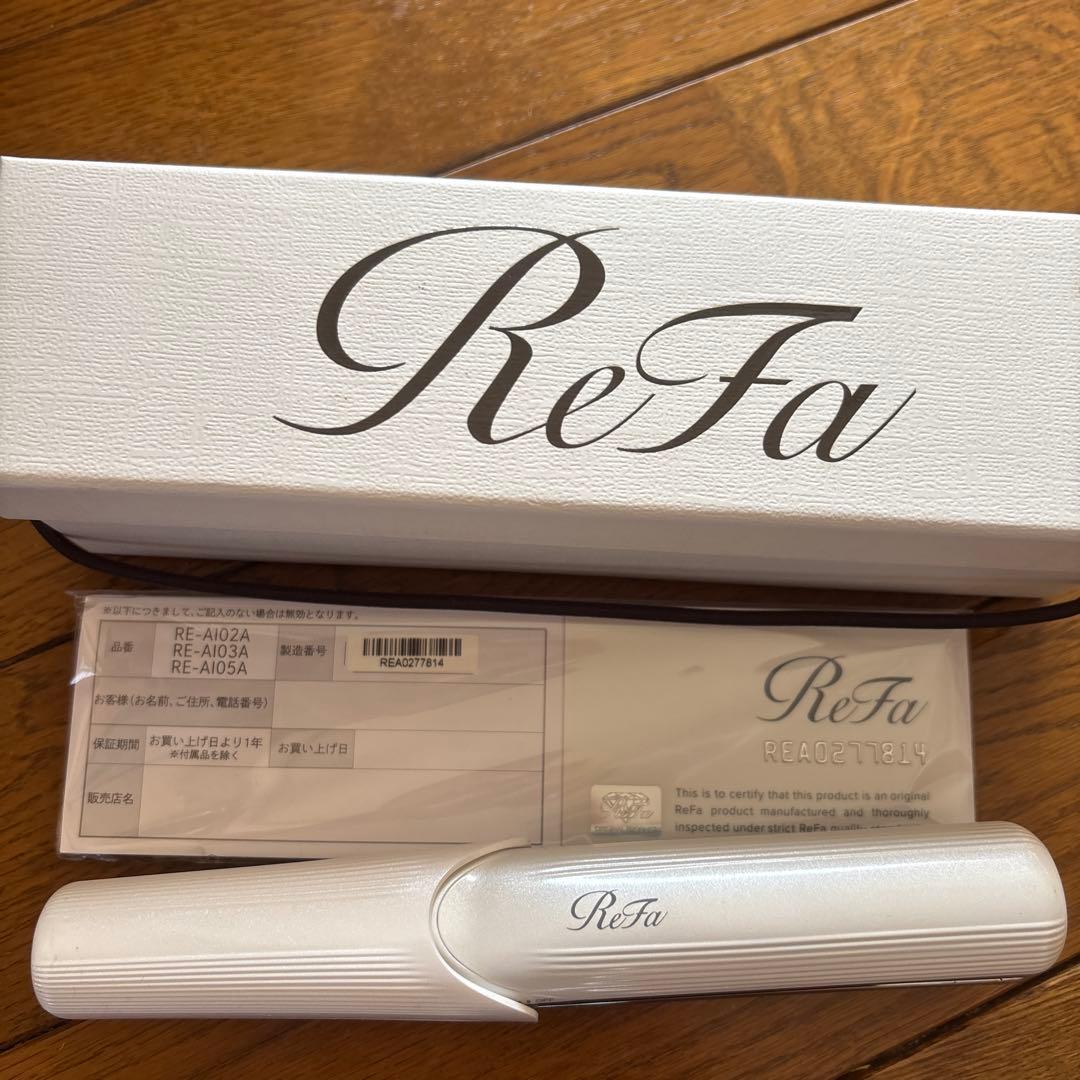 ReFa
※以下につきまして、ご記入のない場合は無効となります。
品番
RE-AI02A
RE-AI03A
RE-AI05A
製造番号
REA0277814
お客様(お名前、ご住所、電話番号)
保証期間
お買い上げ日より1年
※付属品を除く
お買い上げ日
販売店名
ReFa
REA0277814
This is to certify that this product is an original
ReFa product manufactured and thoroughly
inspected under strict ReFa quality
ReFa
OFF